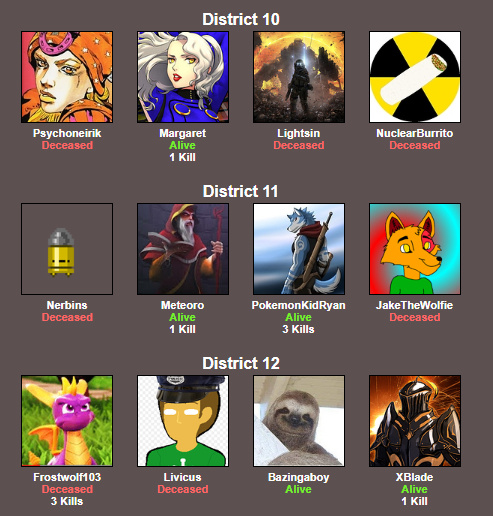 District 10
Psychoneirik Margaret Lightsin NuclearBurrito
Deceased Alive Deceased Deceased
1 Kill
District 11
Nerbins Meteoro PokemonKidRyan JakeTheWolfie
Deceased Alive Alive Deceased
1 Kill 3 Kills
District 12
Frostwolf103 Livicus Bazingaboy XBlade
Deceased Deceased Alive Alive
3 Kills 1 Kill